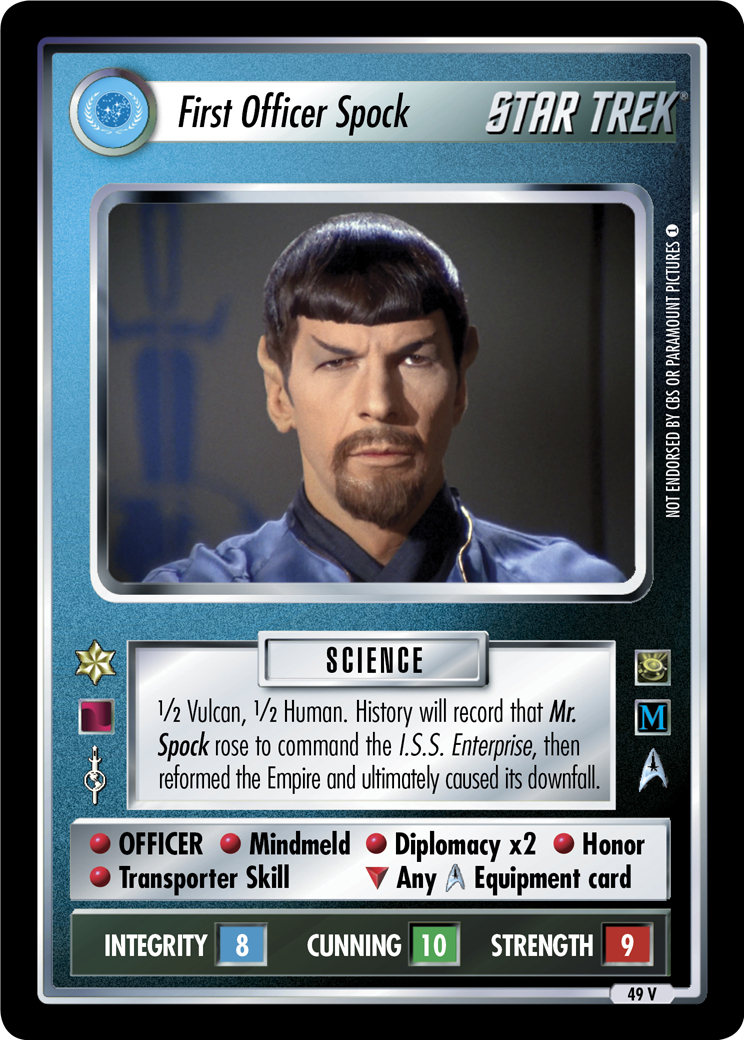 First Officer Spock
STAR TREK®
NOT ENDORSED BY CBS OR PARAMOUNT PICTURES 1
SCIENCE
½ Vulcan, ½ Human. History will record that Mr.
Spock rose to command the I.S.S. Enterprise, then
reformed the Empire and ultimately caused its downfall.
M
OFFICER Mindmeld Diplomacy x2 Honor
Transporter Skill Any Equipment card
INTEGRITY 8 CUNNING 10 STRENGTH 9
49 V